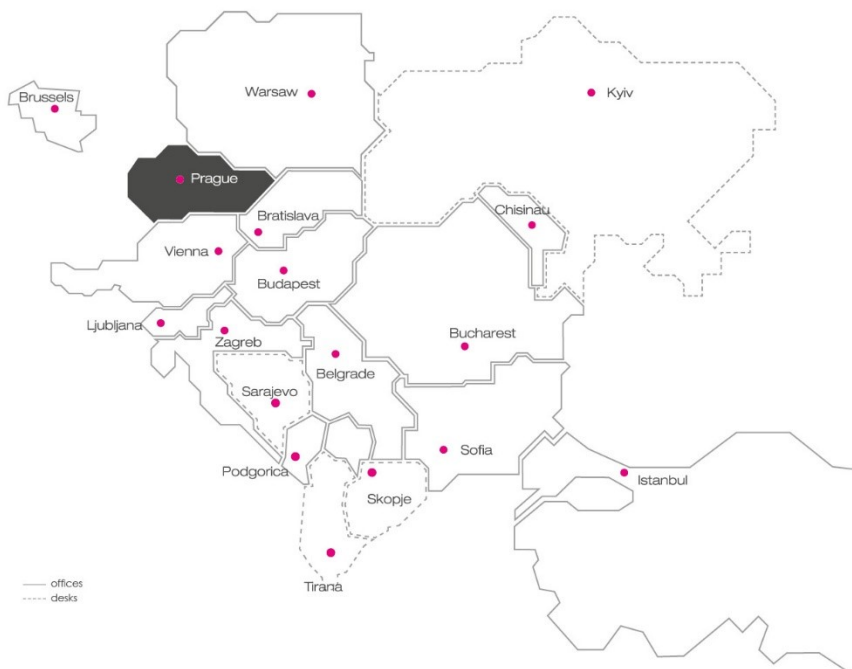 Warsaw
Kyiv
Brussels
Prague
Chisinau
Bratislava
Vienna
Budapest
Ljubljana
Zagreb
Bucharest
Belgrade
Sarajevo
Sofia
Podgorica
Istanbul
Skopje
Tirana
offices
desks